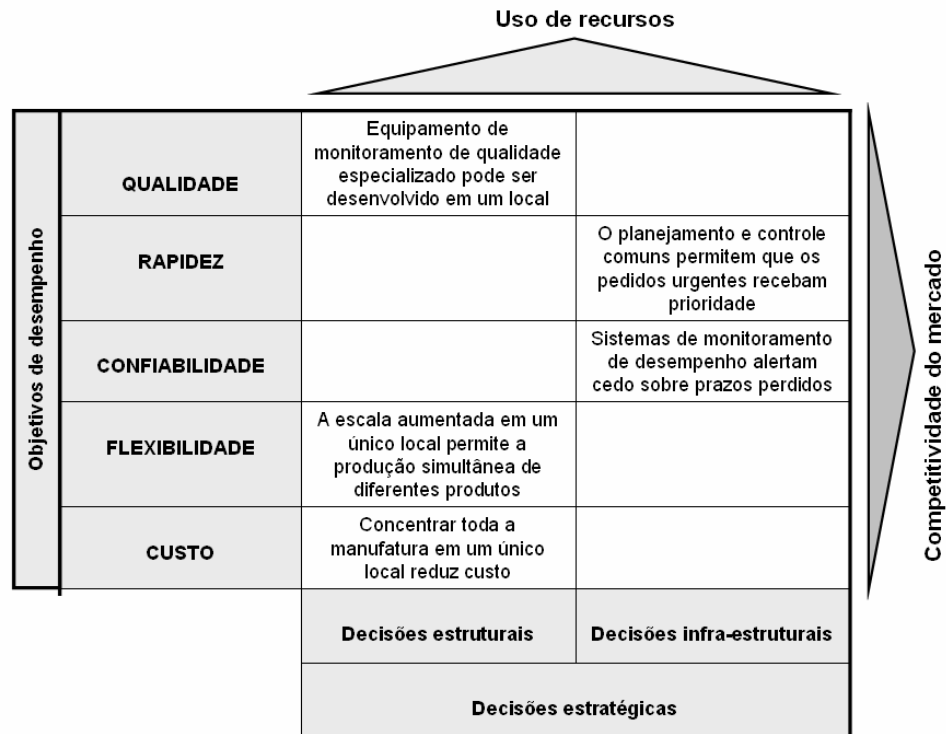 Uso de recursos
Objetivos de desempenho
QUALIDADE
Equipamento de
monitoramento de qualidade
especializado pode ser
desenvolvido em um local
RAPIDEZ
O planejamento e controle
comuns permitem que os
pedidos urgentes recebam
prioridade
CONFIABILIDADE
Sistemas de monitoramento
de desempenho alertam
cedo sobre prazos perdidos
FLEXIBILIDADE
A escala aumentada em um
único local permite a
produção simultânea de
diferentes produtos
CUSTO
Concentrar toda a
manufatura em um único
local reduz custo
Competitividade do mercado
Decisões estruturais
Decisões infra-estruturais
Decisões estratégicas